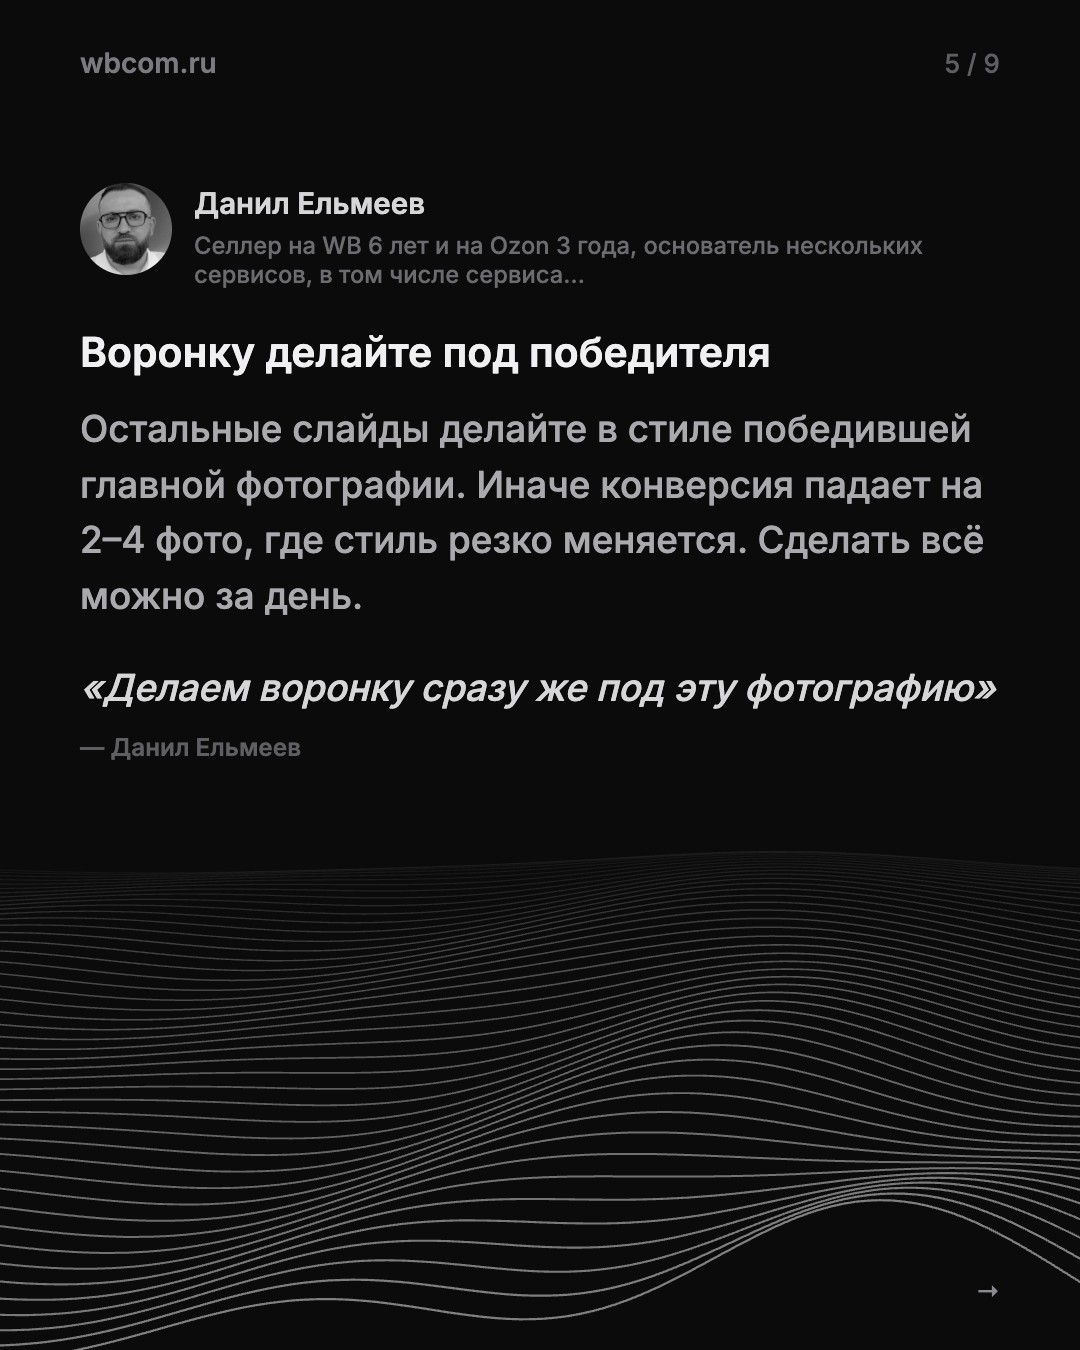 wbcom.ru
5 / 9
Данил Ельмеев
Селлер на WB 6 лет и на Ozon 3 года, основатель нескольких
сервисов, в том числе сервиса...
Воронку делайте под победителя
Остальные слайды делайте в стиле победившей
главной фотографии. Иначе конверсия падает на
2–4 фото, где стиль резко меняется. Сделать всё
можно за день.
«Делаем воронку сразу же под эту фотографию»
— Данил Ельмеев
→